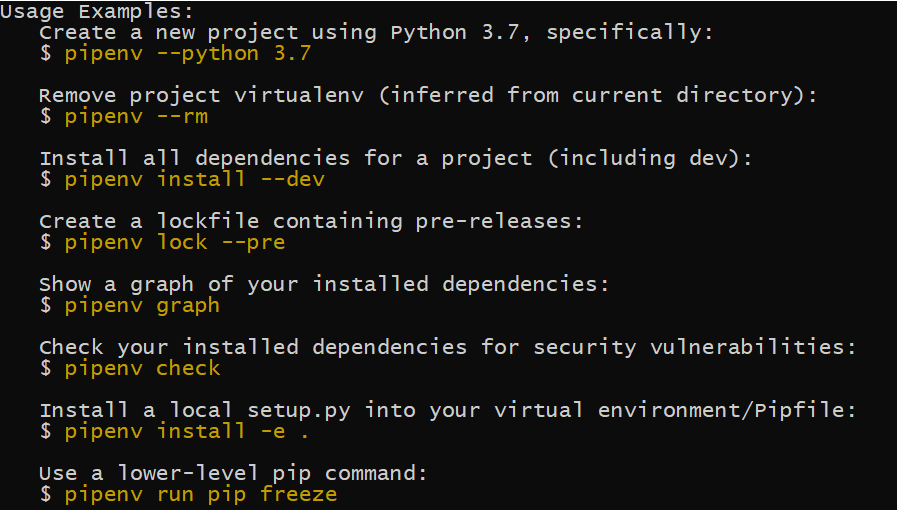 Usage Examples:
Create a new project using Python 3.7, specifically:
$ pipenv --python 3.7
Remove project virtualenv (inferred from current directory):
$ pipenv --rm
Install all dependencies for a project (including dev):
$ pipenv install --dev
Create a lockfile containing pre-releases:
$ pipenv lock --pre
Show a graph of your installed dependencies:
$ pipenv graph
Check your installed dependencies for security vulnerabilities:
$ pipenv check
Install a local setup.py into your virtual environment/Pipfile:
$ pipenv install -e .
Use a lower-level pip command:
$ pipenv run pip freeze